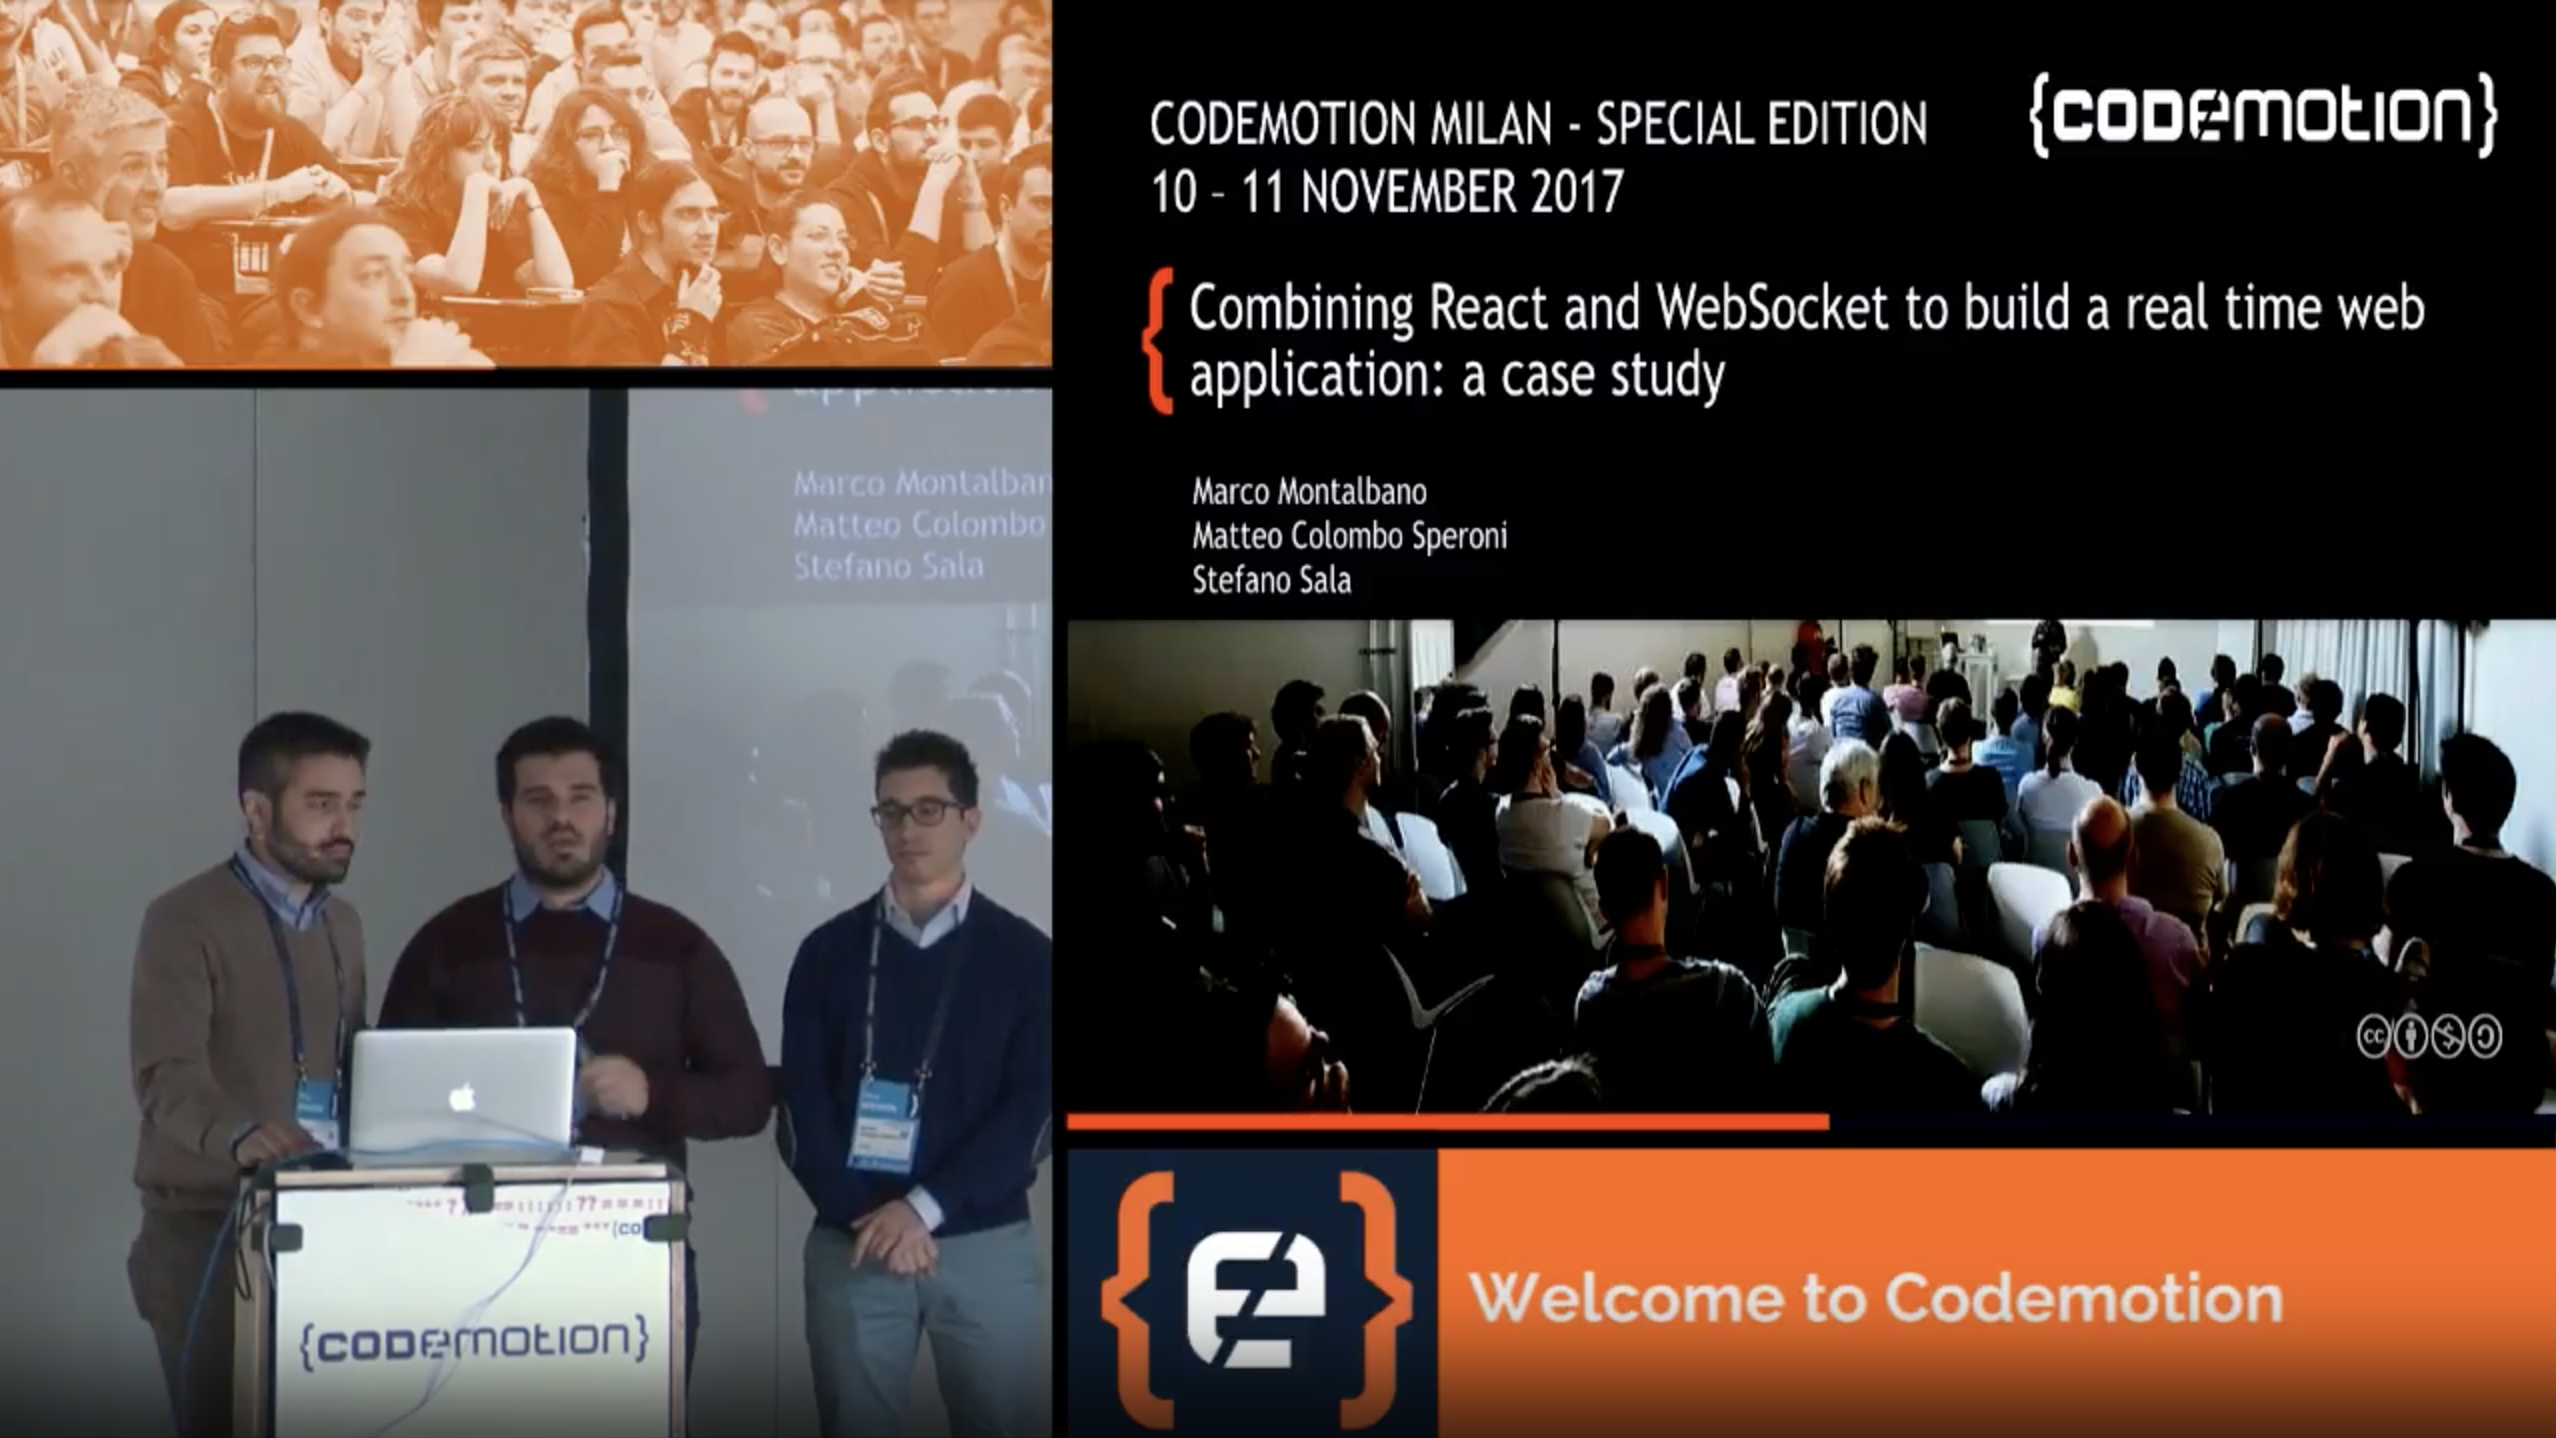 CODEMOTION MILAN - SPECIAL EDITION
{CODEMOTION}
10 – 11 NOVEMBER 2017
Combining React and WebSocket to build a real time web
application: a case study
Marco Montalbano
Matteo Colombo Speroni
Stefano Sala
Marco Montalban
Matteo Colombo
Stefano Sala
cc
{CODEMOTION}
Welcome to Codemotion